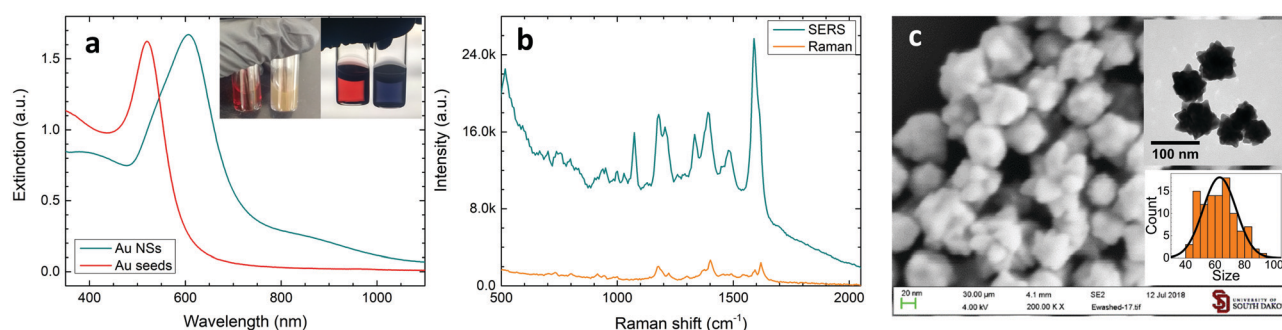 a
Extinction (a.u.)
1.5
1.0
0.5
0.0
Au NSs
Au seeds
400
600
800
1000
Wavelength (nm)
b
SERS
Raman
Intensity (a.u.)
24.0k
16.0k
8.0k
0.0
500
1000
1500
2000
Raman shift (cm⁻¹)
c
100 nm
Count
15
10
5
0
40
60
80
100
Size
20 nm
30.00 µm
4.1 mm
SE2
12 Jul 2018
4.00 kV
200.00 K X
Ewashed-17.tif
UNIVERSITY OF
SOUTH DAKO